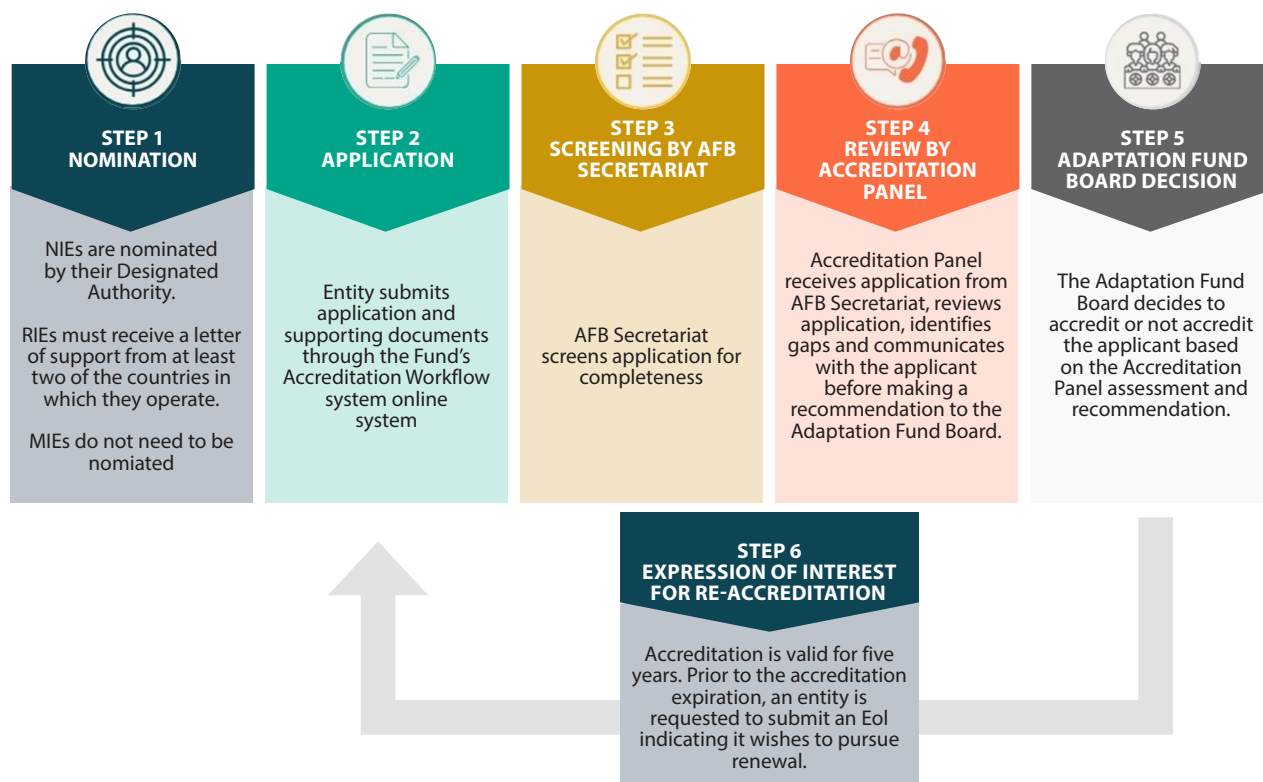 STEP 1
NOMINATION
NIEs are nominated
by their Designated
Authority.
RIEs must receive a letter
of support from at least
two of the countries in
which they operate.
MIEs do not need to be
nomiated
STEP 2
APPLICATION
Entity submits
application and
supporting documents
through the Fund’s
Accreditation Workflow
system online
system
STEP 3
SCREENING BY AFB
SECRETARIAT
AFB Secretariat
screens application for
completeness
STEP 4
REVIEW BY
ACCREDITATION
PANEL
Accreditation Panel
receives application from
AFB Secretariat, reviews
application, identifies
gaps and communicates
with the applicant
before making a
recommendation to the
Adaptation Fund Board.
STEP 5
ADAPTATION FUND
BOARD DECISION
The Adaptation Fund
Board decides to
accredit or not accredit
the applicant based
on the Accreditation
Panel assessment and
recommendation.
STEP 6
EXPRESSION OF INTEREST
FOR RE-ACCREDITATION
Accreditation is valid for five
years. Prior to the accreditation
expiration, an entity is
requested to submit an EoI
indicating it wishes to pursue
renewal.